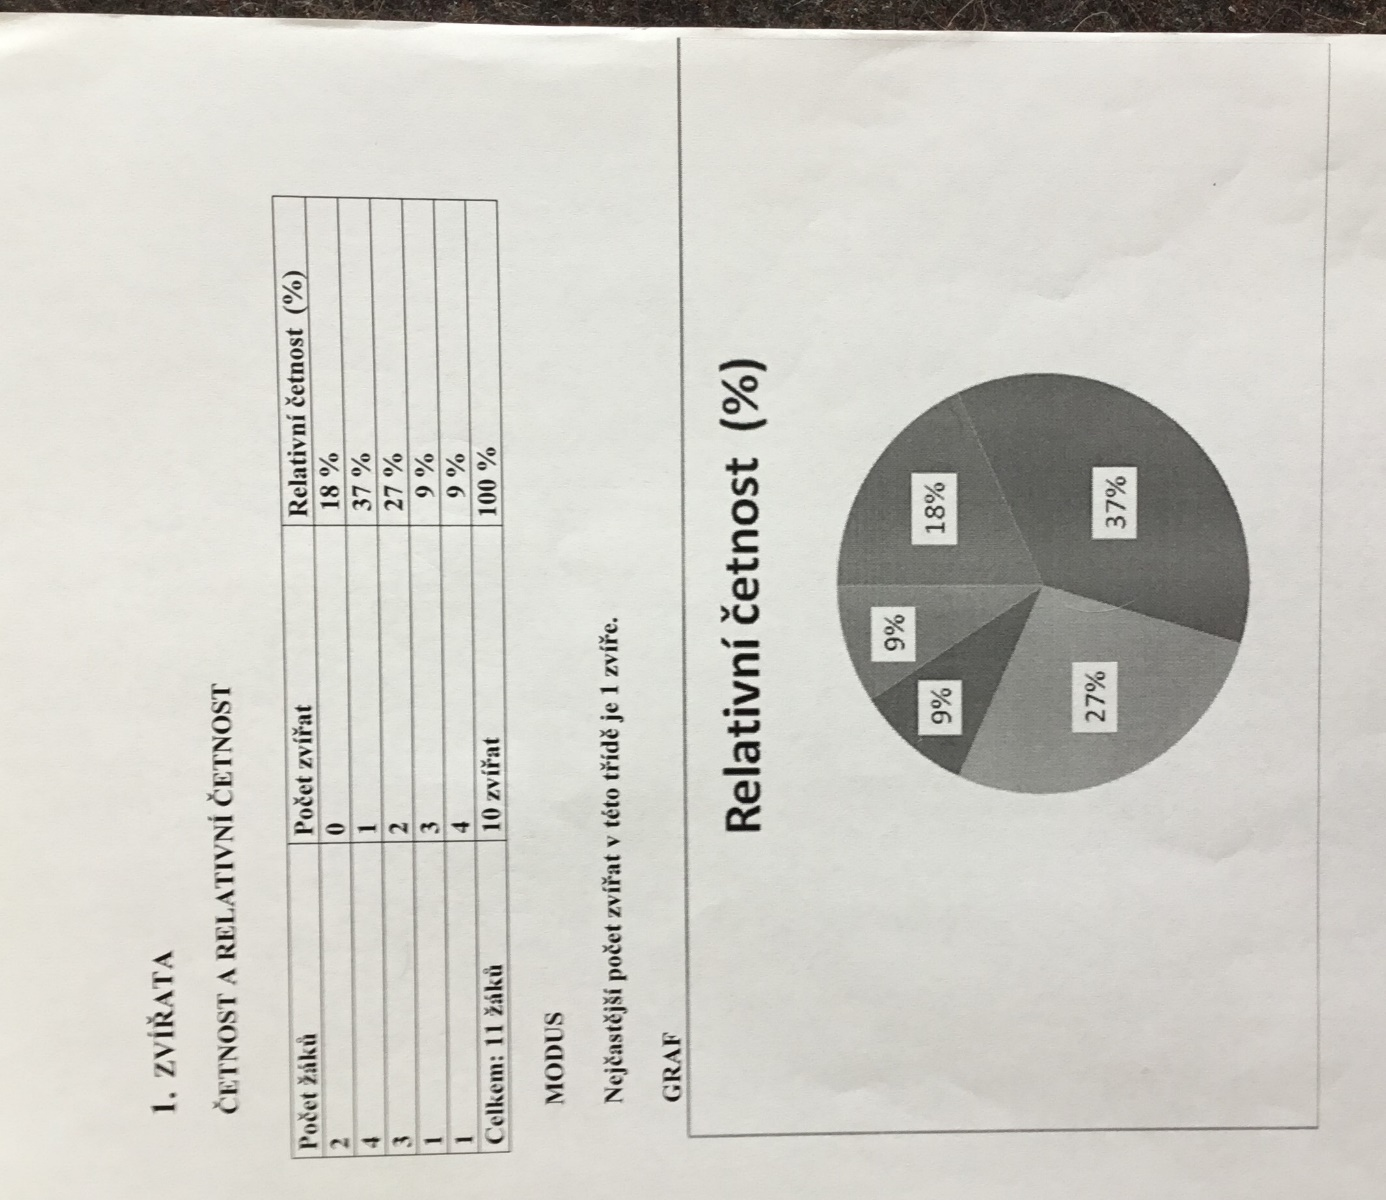 1. ZVÍŘATA
ČETNOST A RELATIVNÍ ČETNOST
Počet žáků Počet zvířat Relativní četnost (%)
2 0 18 %
4 1 37 %
3 2 27 %
1 3 9 %
1 4 9 %
Celkem: 11 žáků 10 zvířat 100 %
MODUS
Nejčastější počet zvířat v této třídě je 1 zvíře.
GRAF
Relativní četnost (%)
9%
18%
9%
27%
37%